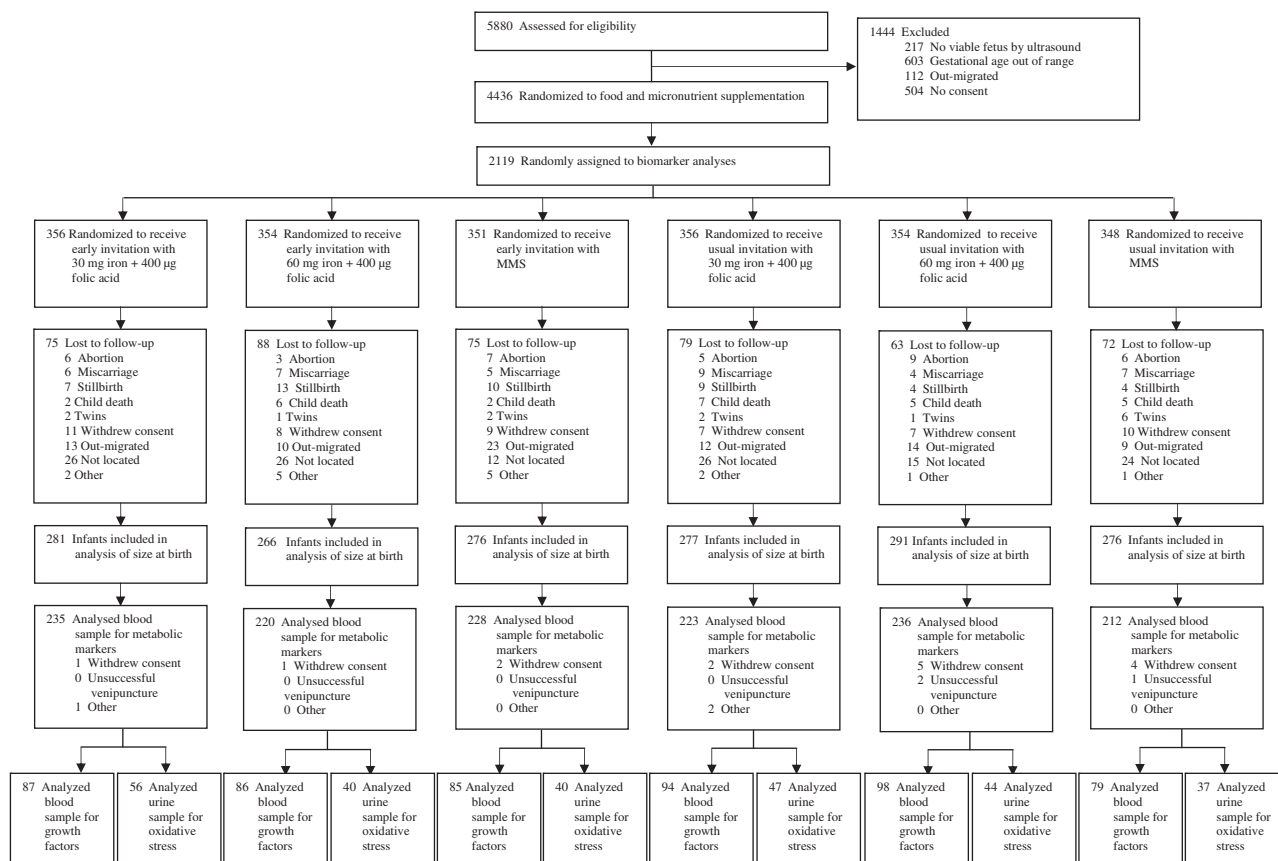 5880 Assessed for eligibility
1444 Excluded
217 No viable fetus by ultrasound
603 Gestational age out of range
112 Out-migrated
504 No consent
4436 Randomized to food and micronutrient supplementation
2119 Randomly assigned to biomarker analyses
356 Randomized to receive
early invitation with
30 mg iron + 400 µg
folic acid
354 Randomized to receive
early invitation with
60 mg iron + 400 µg
folic acid
351 Randomized to receive
early invitation with
MMS
356 Randomized to receive
usual invitation with
30 mg iron + 400 µg
folic acid
354 Randomized to receive
usual invitation with
60 mg iron + 400 µg
folic acid
348 Randomized to receive
usual invitation with
MMS
75 Lost to follow-up
6 Abortion
6 Miscarriage
7 Stillbirth
2 Child death
2 Twins
11 Withdrew consent
13 Out-migrated
26 Not located
2 Other
88 Lost to follow-up
3 Abortion
7 Miscarriage
13 Stillbirth
6 Child death
1 Twins
8 Withdrew consent
10 Out-migrated
26 Not located
5 Other
75 Lost to follow-up
7 Abortion
5 Miscarriage
10 Stillbirth
2 Child death
2 Twins
9 Withdrew consent
23 Out-migrated
12 Not located
5 Other
79 Lost to follow-up
5 Abortion
9 Miscarriage
9 Stillbirth
7 Child death
2 Twins
7 Withdrew consent
12 Out-migrated
26 Not located
2 Other
63 Lost to follow-up
9 Abortion
4 Miscarriage
4 Stillbirth
5 Child death
1 Twins
7 Withdrew consent
14 Out-migrated
15 Not located
1 Other
72 Lost to follow-up
6 Abortion
7 Miscarriage
4 Stillbirth
5 Child death
6 Twins
10 Withdrew consent
9 Out-migrated
24 Not located
1 Other
281 Infants included in
analysis of size at birth
266 Infants included in
analysis of size at birth
276 Infants included in
analysis of size at birth
277 Infants included in
analysis of size at birth
291 Infants included in
analysis of size at birth
276 Infants included in
analysis of size at birth
235 Analysed blood
sample for metabolic
markers
1 Withdrew consent
0 Unsuccessful
venipuncture
1 Other
220 Analysed blood
sample for metabolic
markers
1 Withdrew consent
0 Unsuccessful
venipuncture
0 Other
228 Analysed blood
sample for metabolic
markers
2 Withdrew consent
0 Unsuccessful
venipuncture
0 Other
223 Analysed blood
sample for metabolic
markers
2 Withdrew consent
0 Unsuccessful
venipuncture
2 Other
236 Analysed blood
sample for metabolic
markers
5 Withdrew consent
2 Unsuccessful
venipuncture
0 Other
212 Analysed blood
sample for metabolic
markers
4 Withdrew consent
1 Unsuccessful
venipuncture
0 Other
87 Analyzed
blood
sample for
growth
factors
56 Analyzed
urine
sample for
oxidative
stress
86 Analyzed
blood
sample for
growth
factors
40 Analyzed
urine
sample for
oxidative
stress
85 Analyzed
blood
sample for
growth
factors
40 Analyzed
urine
sample for
oxidative
stress
94 Analyzed
blood
sample for
growth
factors
47 Analyzed
urine
sample for
oxidative
stress
98 Analyzed
blood
sample for
growth
factors
44 Analyzed
urine
sample for
oxidative
stress
79 Analyzed
blood
sample for
growth
factors
37 Analyzed
urine
sample for
oxidative
stress